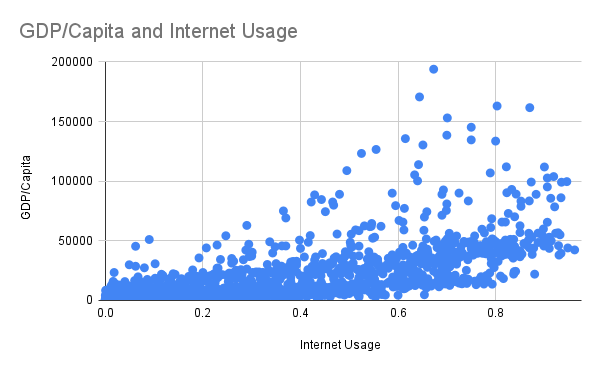 GDP/Capita and Internet Usage
200000
150000
100000
50000
0
GDP/Capita
0.0 0.2 0.4 0.6 0.8
Internet Usage